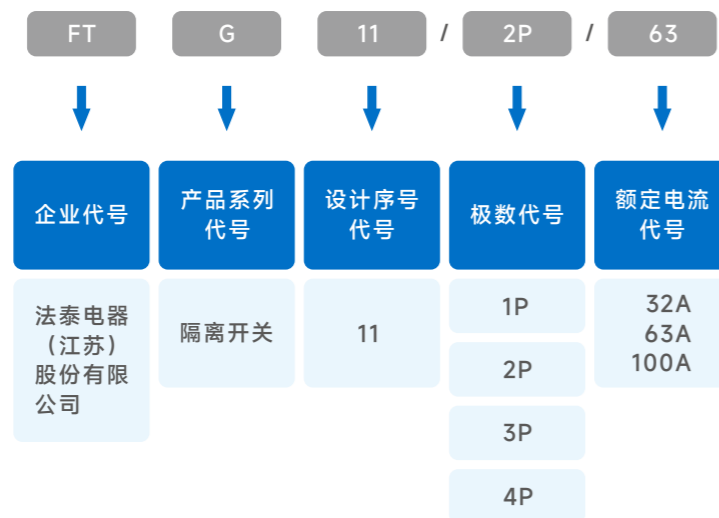 FT G 11 / 2P / 63
企业代号
产品系列
代号
设计序号
代号
极数代号
额定电流
代号
法泰电器
（江苏）
股份有限
公司
隔离开关
11
1P
2P
3P
4P
32A
63A
100A